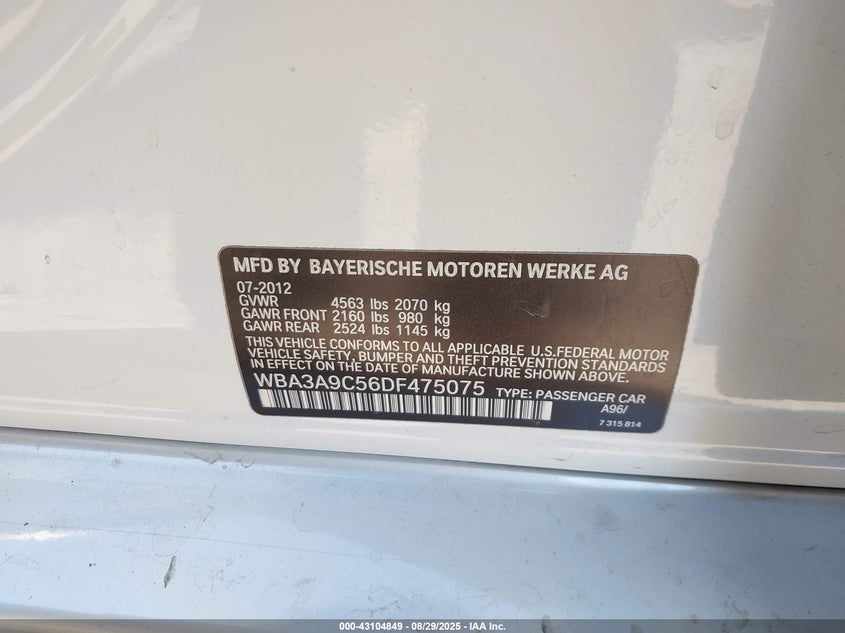 MFD BY BAYERISCHE MOTOREN WERKE AG
07-2012
GVWR 4563 lbs 2070 kg
GAWR FRONT 2160 lbs 980 kg
GAWR REAR 2524 lbs 1145 kg
THIS VEHICLE CONFORMS TO ALL APPLICABLE U.S.FEDERAL MOTOR
VEHICLE SAFETY, BUMPER AND THEFT PREVENTION STANDARDS
IN EFFECT ON THE DATE OF MANUFACTURE SHOWN ABOVE.
WBA3A9C56DF475075 TYPE: PASSENGER CAR
A96/
7 315 814
000-43104849 / 08/29/2025 - IAA Inc.